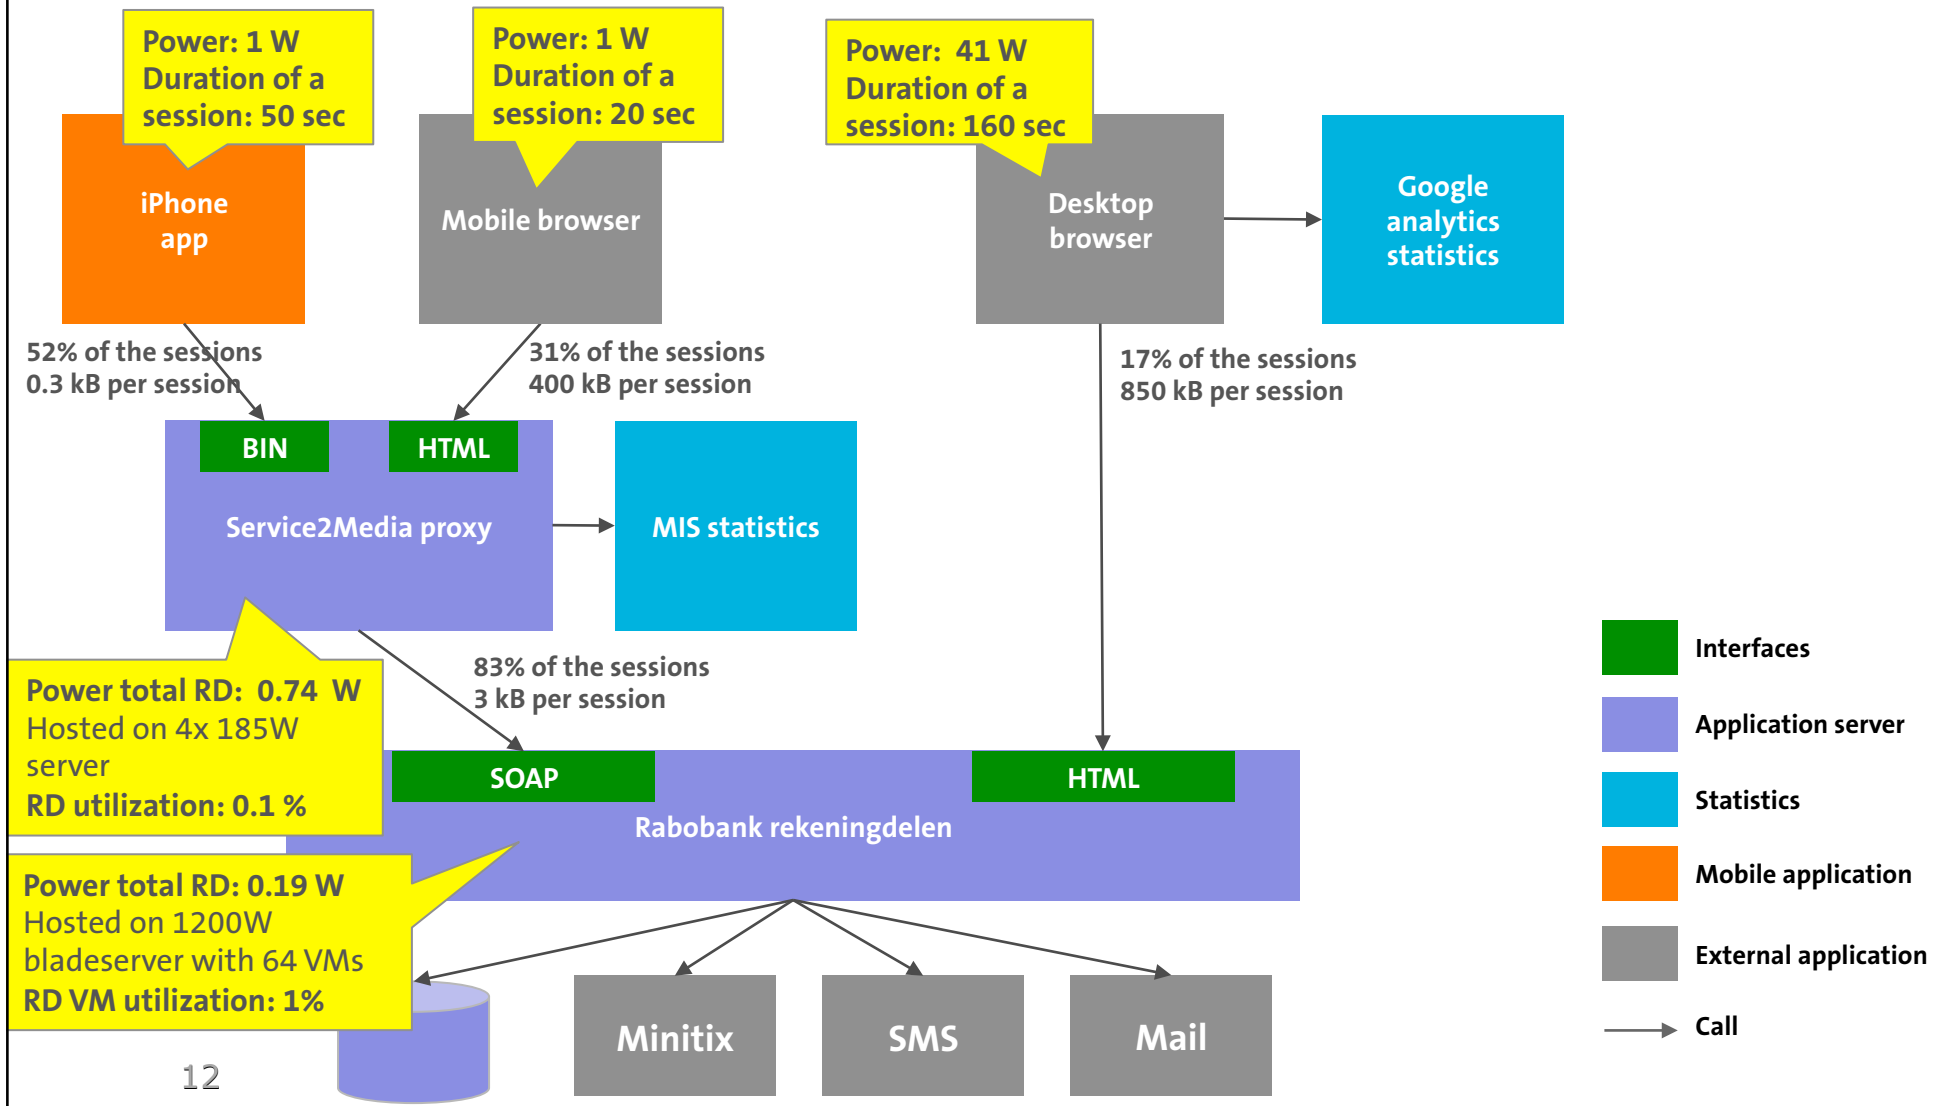 Power: 1 W
Duration of a
session: 50 sec
Power: 1 W
Duration of a
session: 20 sec
Power:  41 W
Duration of a
session: 160 sec
iPhone
app
Mobile browser
Desktop
browser
Google
analytics
statistics
52% of the sessions
0.3 kB per session
31% of the sessions
400 kB per session
17% of the sessions
850 kB per session
BIN
HTML
Service2Media proxy
MIS statistics
83% of the sessions
3 kB per session
Power total RD:  0.74  W
Hosted on 4x 185W
server
RD utilization: 0.1 %
SOAP
HTML
Rabobank rekeningdelen
Power total RD: 0.19 W
Hosted on 1200W
bladeserver with 64 VMs
RD VM utilization: 1%
Minitix
SMS
Mail
Interfaces
Application server
Statistics
Mobile application
External application
Call
12